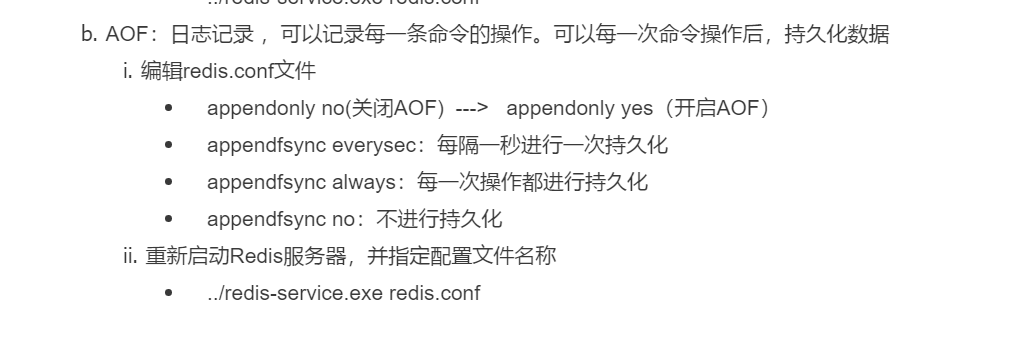 ../redis-service.exe redis.conf
b. AOF：日志记录 ，可以记录每一条命令的操作。可以每一次命令操作后，持久化数据
i. 编辑redis.conf文件
• appendonly no(关闭AOF）---> appendonly yes（开启AOF）
• appendfsync everysec：每隔一秒进行一次持久化
• appendfsync always：每一次操作都进行持久化
• appendfsync no：不进行持久化
ii. 重新启动Redis服务器，并指定配置文件名称
• ../redis-service.exe redis.conf